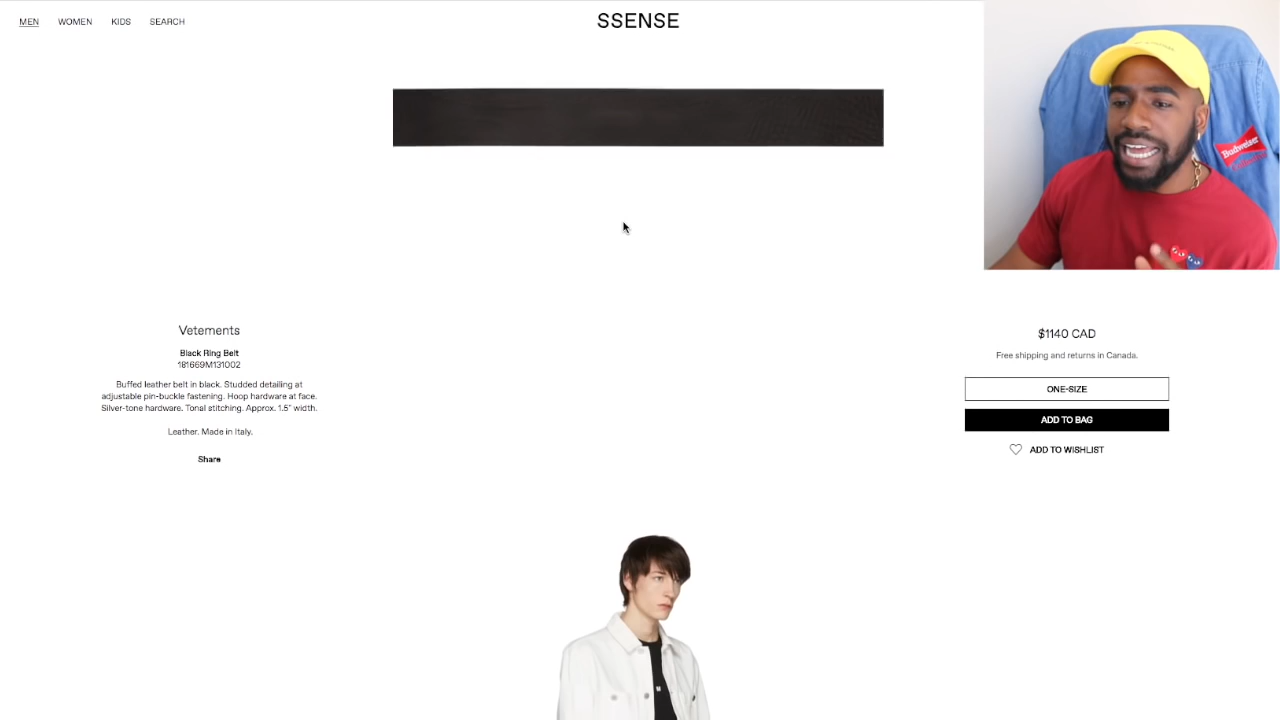 MEN WOMEN KIDS SEARCH
SSENSE
Budweiser
Vetements
Black Ring Belt
181669M131002
Buffed leather belt in black. Studded detailing at
adjustable pin-buckle fastening. Hoop hardware at face.
Silver-tone hardware. Tonal stitching. Approx. 1.5" width.
Leather. Made in Italy.
Share
$1140 CAD
Free shipping and returns in Canada.
ONE-SIZE
ADD TO BAG
ADD TO WISHLIST